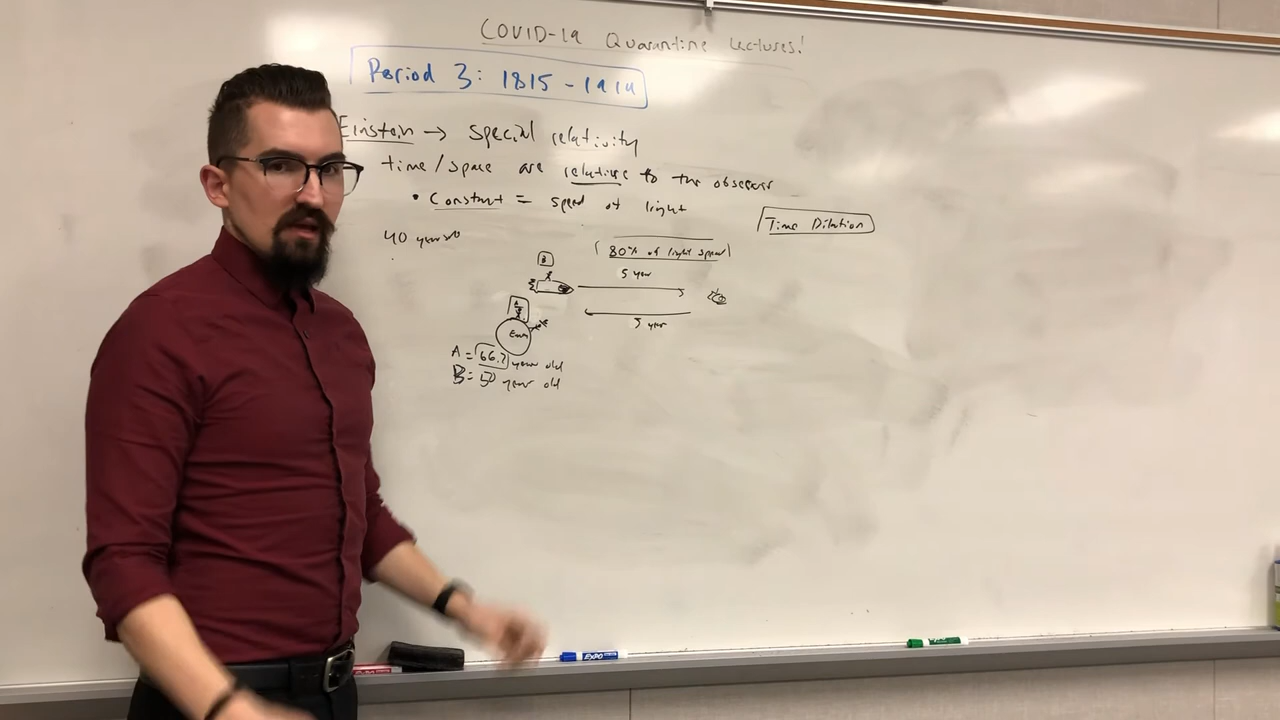 COVID-19 Quarantine Lectures!
Period 3: 1815 - 1914
Einstein → special relativity
time/space are relative to the observer
• Constant = speed of light
Time Dilation
40 years
80% of light speed
B
5 year
5 year
A
Earth
A = 66.7 years old
B = 50 year old
EXPO